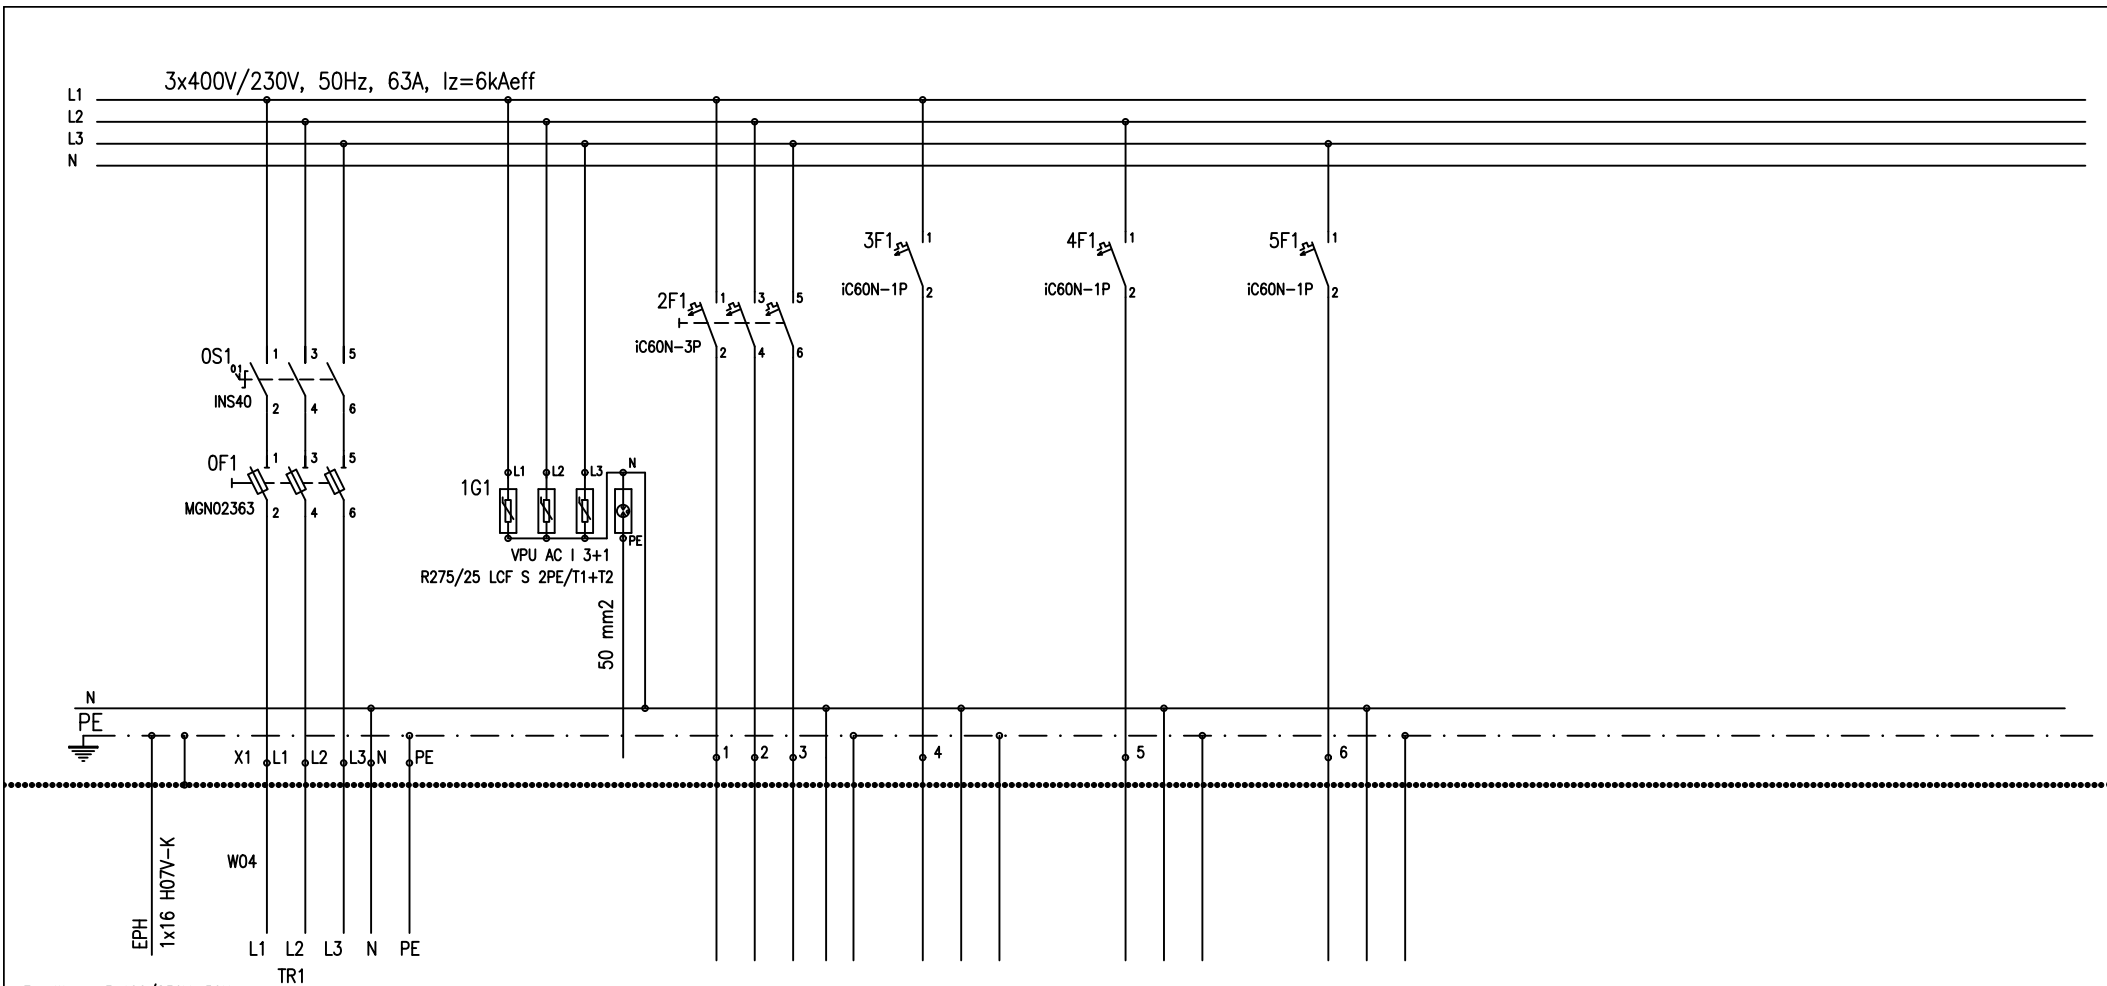 3x400V/230V, 50Hz, 63A, Iz=6kAeff
L1
L2
L3
N
3F1 1
iC60N-1P 2
4F1 1
iC60N-1P 2
5F1 1
iC60N-1P 2
2F1 1 3 5
iC60N-3P 2 4 6
0S1 1 3 5
0 1
INS40 2 4 6
0F1 1 3 5
MGN02363 2 4 6
1G1 L1 L2 L3 N
PE
VPU AC I 3+1
R275/25 LCF S 2PE/T1+T2
50 mm2
N
PE
X1 L1 L2 L3 N PE
1 2 3 4 5 6
W04
EPH
1x16 H07V-K
L1 L2 L3 N PE
TR1